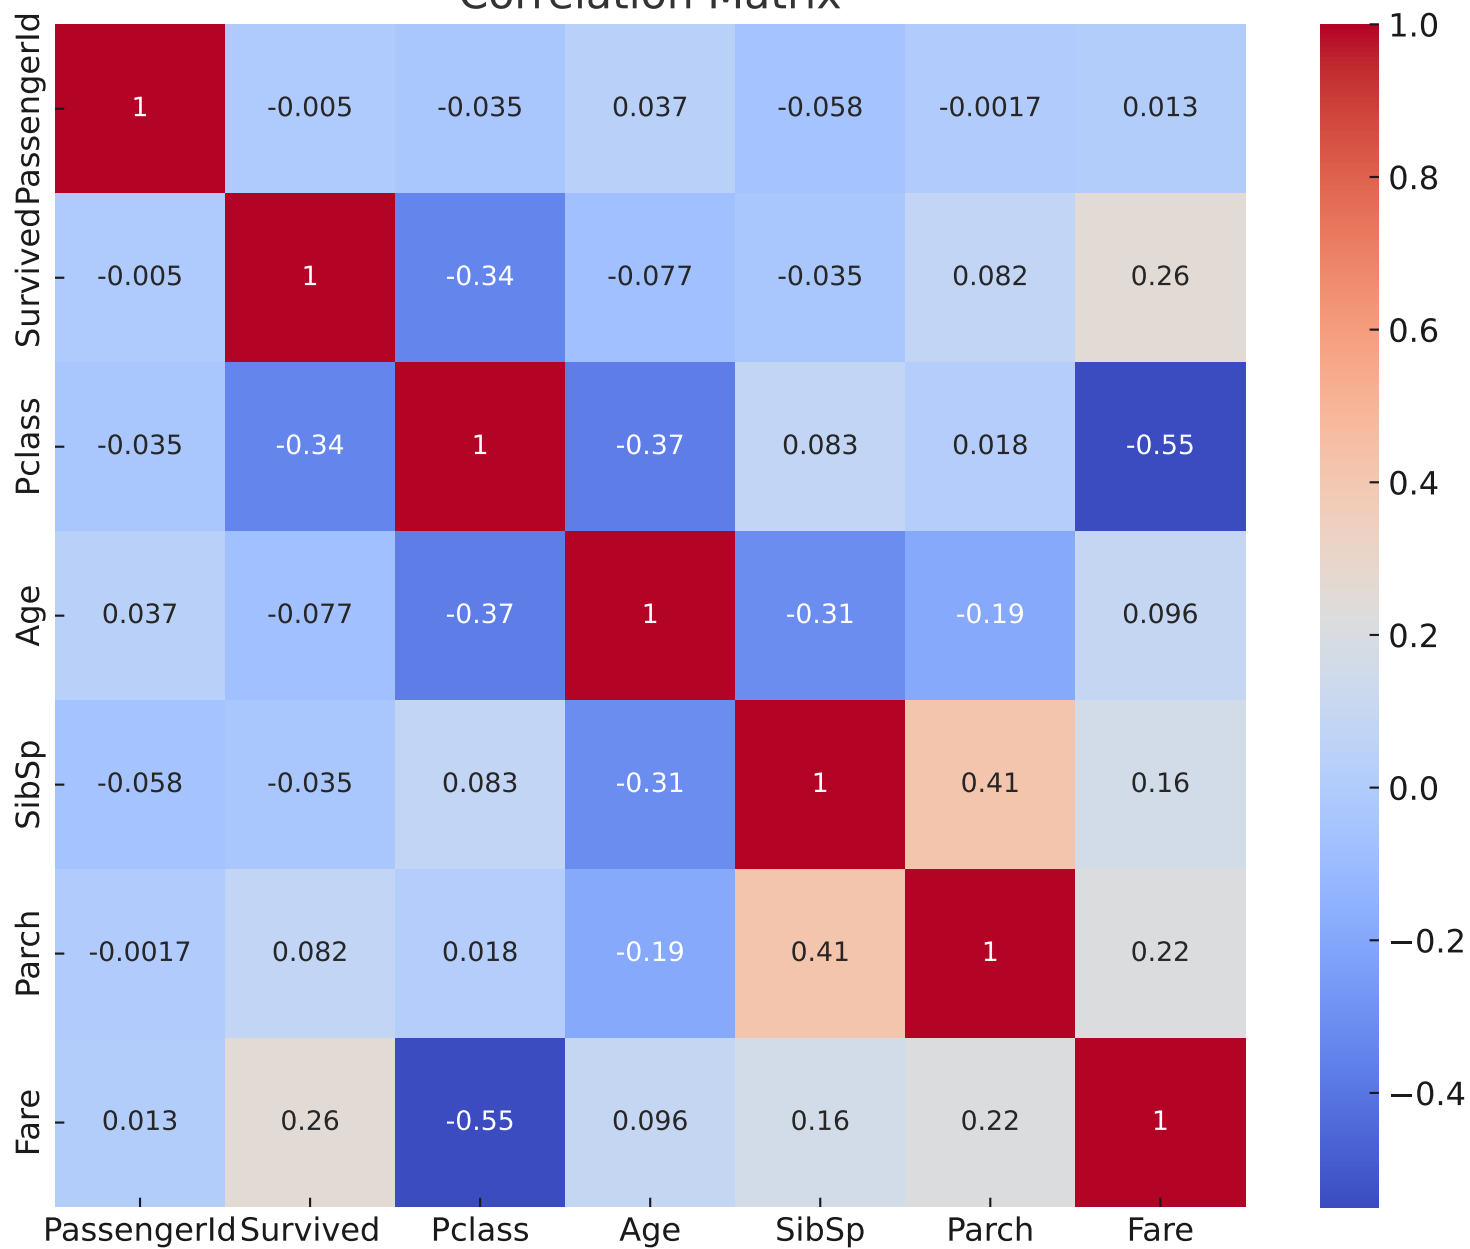 Correlation Matrix
PassengerId 1 -0.005 -0.035 0.037 -0.058 -0.0017 0.013
Survived -0.005 1 -0.34 -0.077 -0.035 0.082 0.26
Pclass -0.035 -0.34 1 -0.37 0.083 0.018 -0.55
Age 0.037 -0.077 -0.37 1 -0.31 -0.19 0.096
SibSp -0.058 -0.035 0.083 -0.31 1 0.41 0.16
Parch -0.0017 0.082 0.018 -0.19 0.41 1 0.22
Fare 0.013 0.26 -0.55 0.096 0.16 0.22 1
PassengerId Survived Pclass Age SibSp Parch Fare
1.0
0.8
0.6
0.4
0.2
0.0
−0.2
−0.4